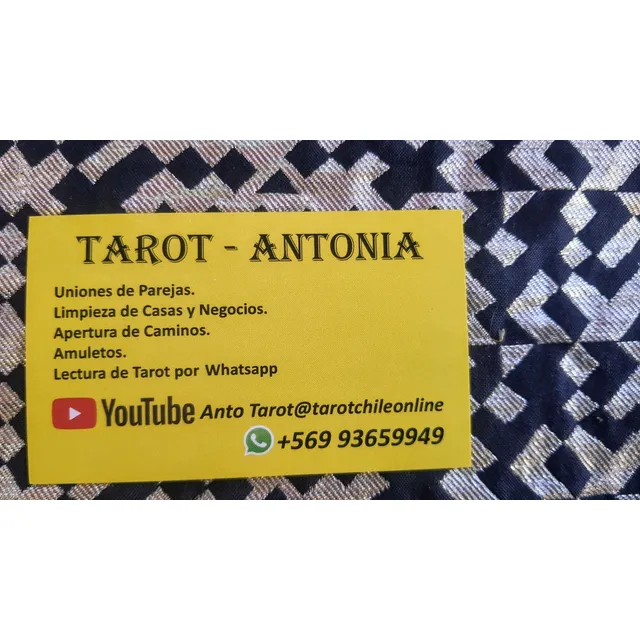 TAROT - ANTONIA
Uniones de Parejas.
Limpieza de Casas y Negocios.
Apertura de Caminos.
Amuletos.
Lectura de Tarot por Whatsapp
YouTube Anto Tarot@tarotchileonline
+569 93659949